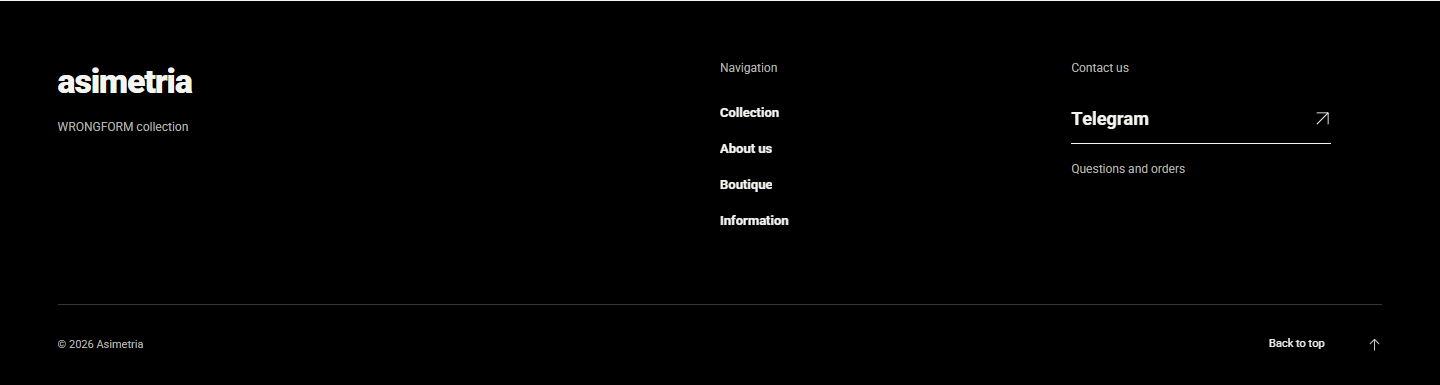 asimetria
WRONGFORM collection
Navigation
Collection
About us
Boutique
Information
Contact us
Telegram
Questions and orders
© 2026 Asimetria
Back to top